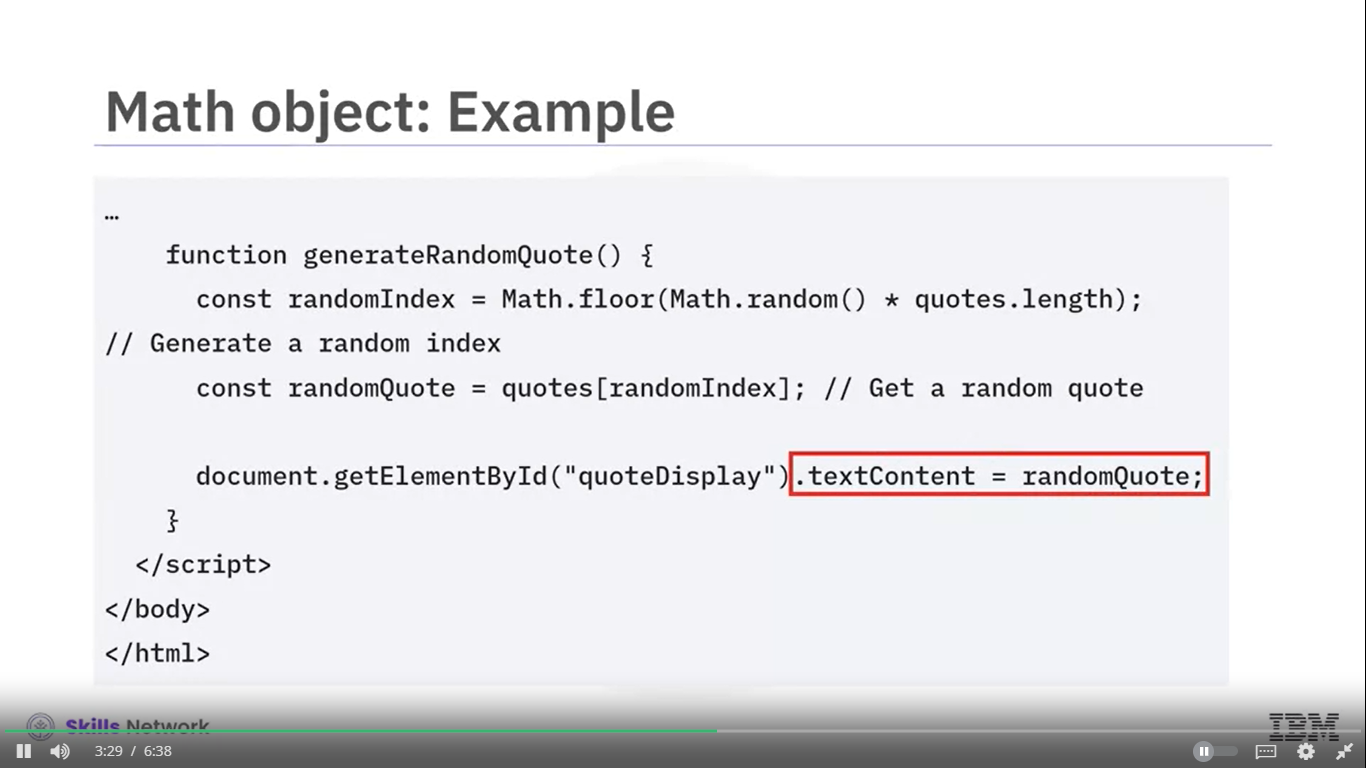 Math object: Example
…
function generateRandomQuote() {
const randomIndex = Math.floor(Math.random() * quotes.length);
// Generate a random index
const randomQuote = quotes[randomIndex]; // Get a random quote
document.getElementById("quoteDisplay").textContent = randomQuote;
}
</script>
</body>
</html>
Skills Network
IBM
3:29 / 6:38